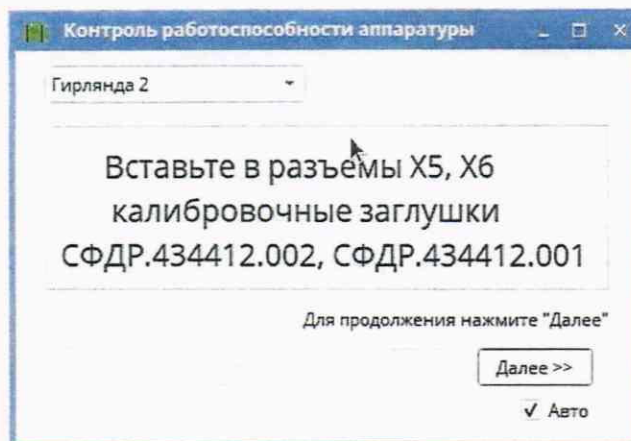 Контроль работоспособности аппаратуры
Гирлянда 2
Вставьте в разъемы X5, X6
калибровочные заглушки
СФДР.434412.002, СФДР.434412.001
Для продолжения нажмите "Далее"
Далее >>
Авто